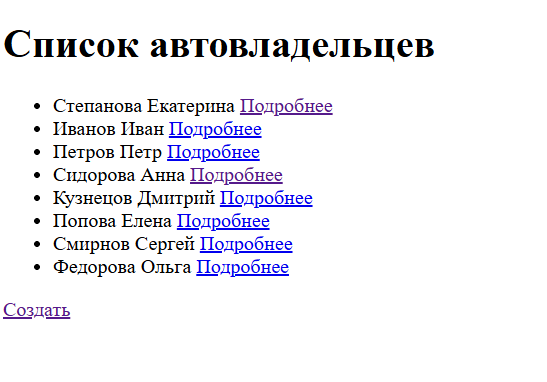 Список автовладельцев
Степанова Екатерина Подробнее
Иванов Иван Подробнее
Петров Петр Подробнее
Сидорова Анна Подробнее
Кузнецов Дмитрий Подробнее
Попова Елена Подробнее
Смирнов Сергей Подробнее
Федорова Ольга Подробнее
Создать